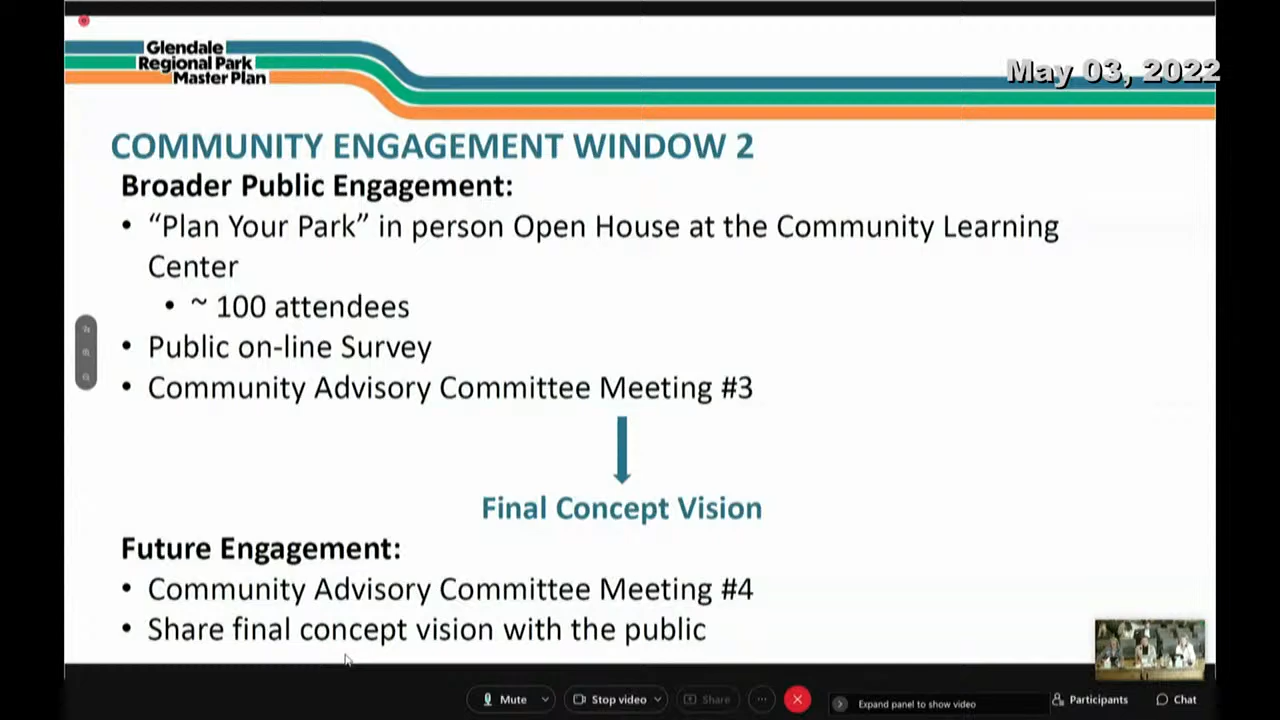 Glendale
Regional Park
Master Plan
May 03, 2022
COMMUNITY ENGAGEMENT WINDOW 2
Broader Public Engagement:
• “Plan Your Park” in person Open House at the Community Learning
Center
• ~ 100 attendees
• Public on-line Survey
• Community Advisory Committee Meeting #3
Final Concept Vision
Future Engagement:
• Community Advisory Committee Meeting #4
• Share final concept vision with the public
Mute
Stop video
Share
Expand panel to show video
Participants
Chat